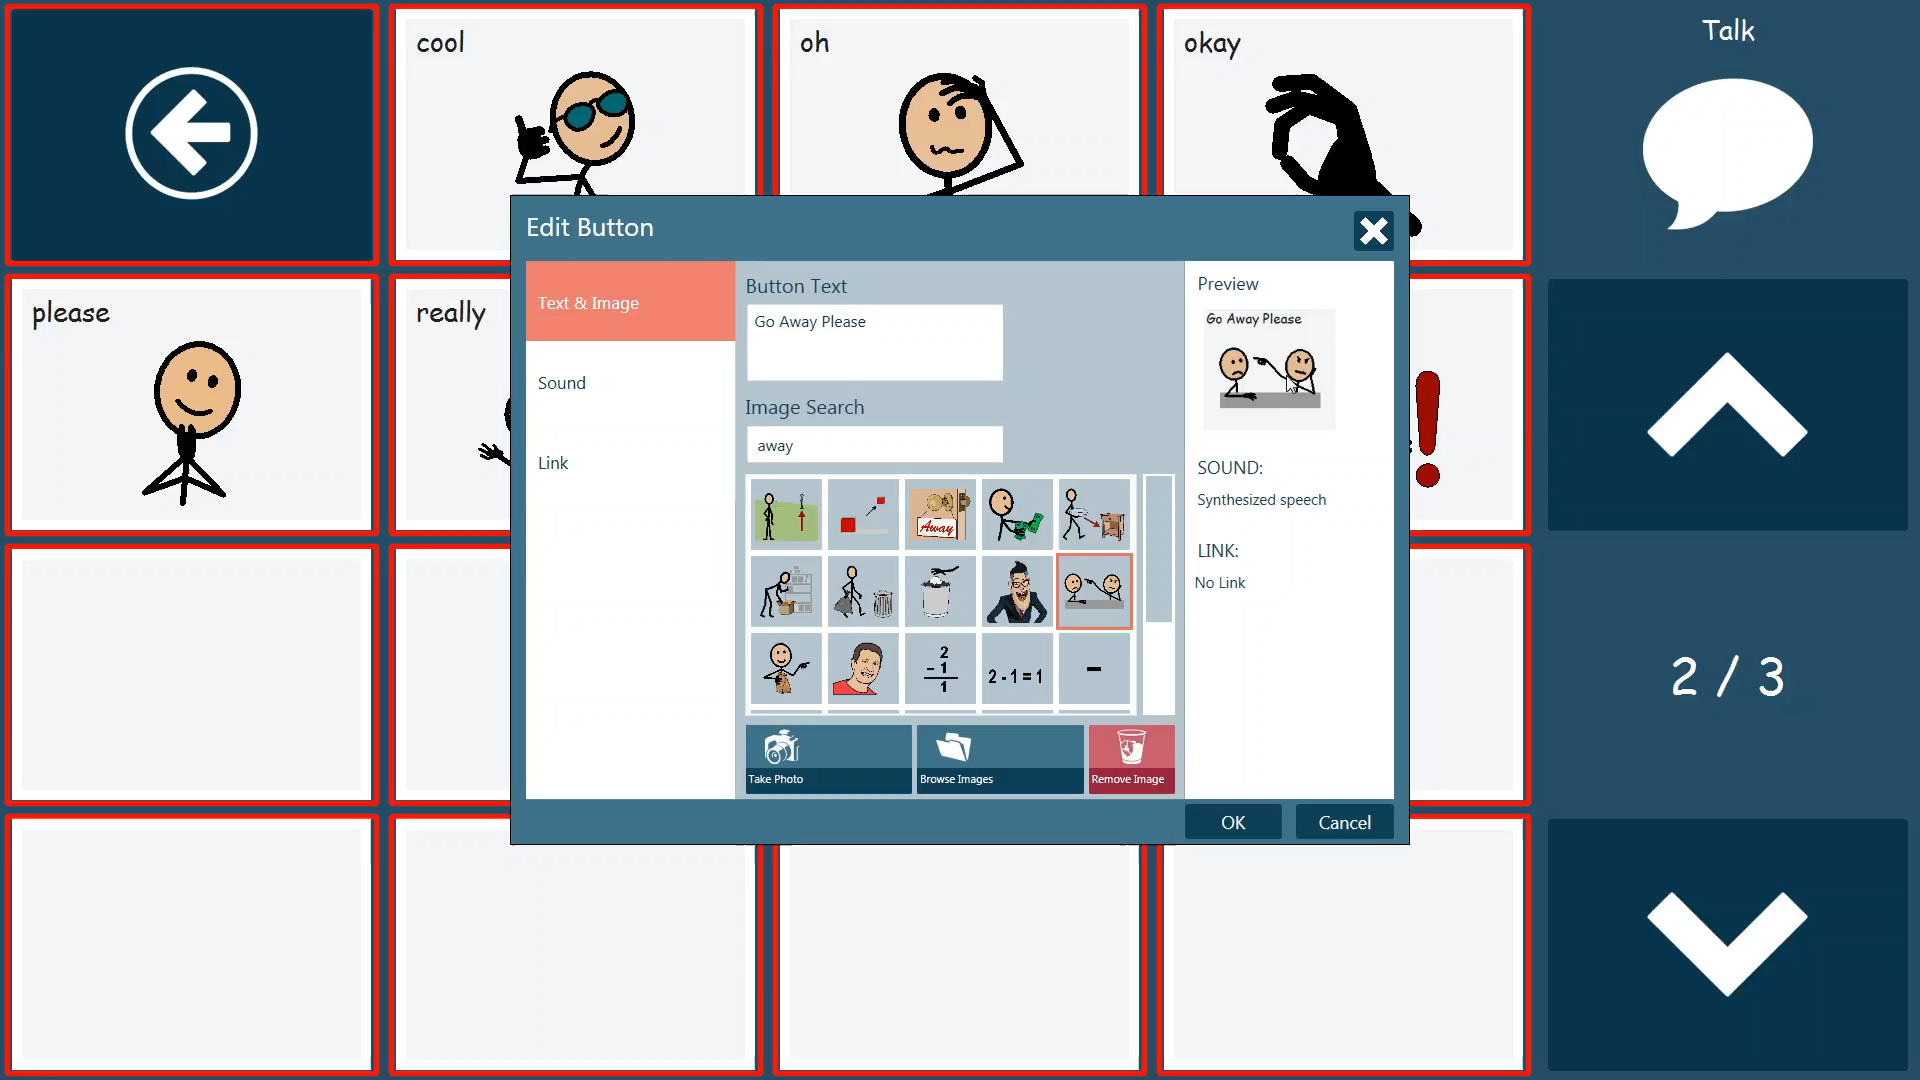 cool
oh
okay
Talk
Edit Button
please
really
Text & Image
Sound
Link
Button Text
Go Away Please
Image Search
away
Away
2
- 1
1
2 - 1 = 1
Take Photo
Browse Images
Remove Image
Preview
Go Away Please
SOUND:
Synthesized speech
LINK:
No Link
OK
Cancel
2 / 3